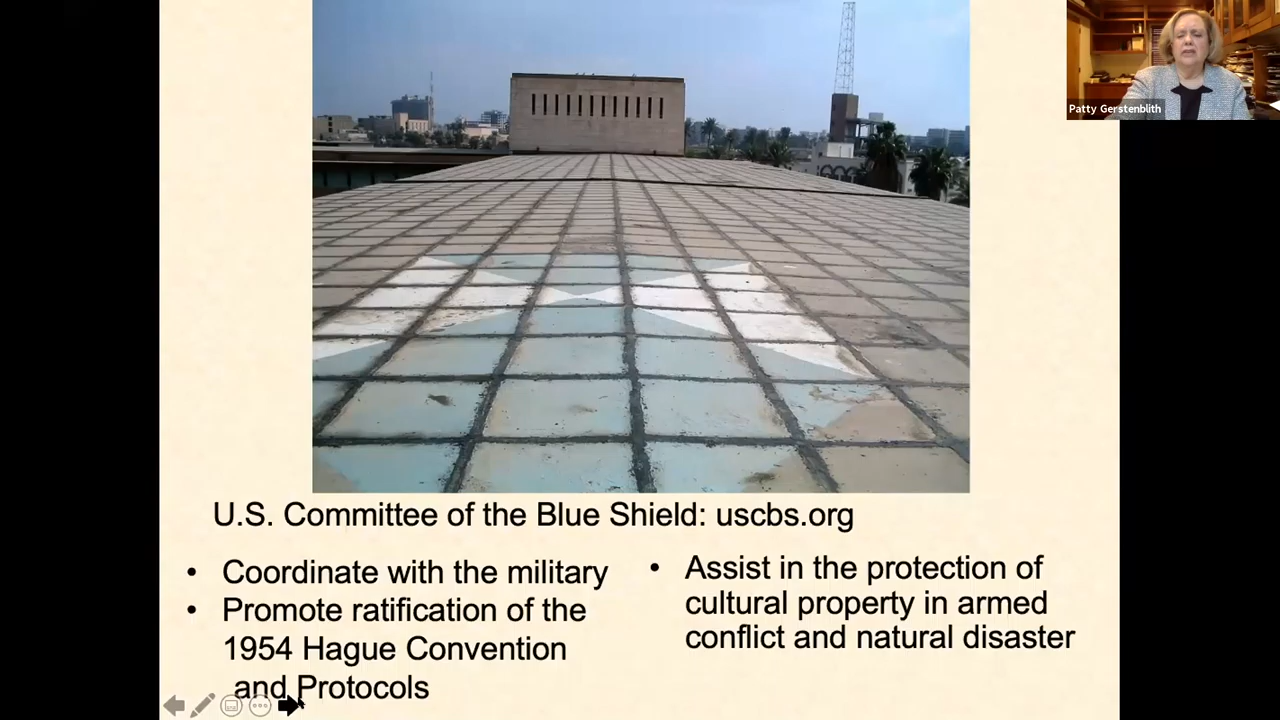 Patty Gerstenblith
U.S. Committee of the Blue Shield: uscbs.org
• Coordinate with the military
• Promote ratification of the
1954 Hague Convention
and Protocols
• Assist in the protection of
cultural property in armed
conflict and natural disaster